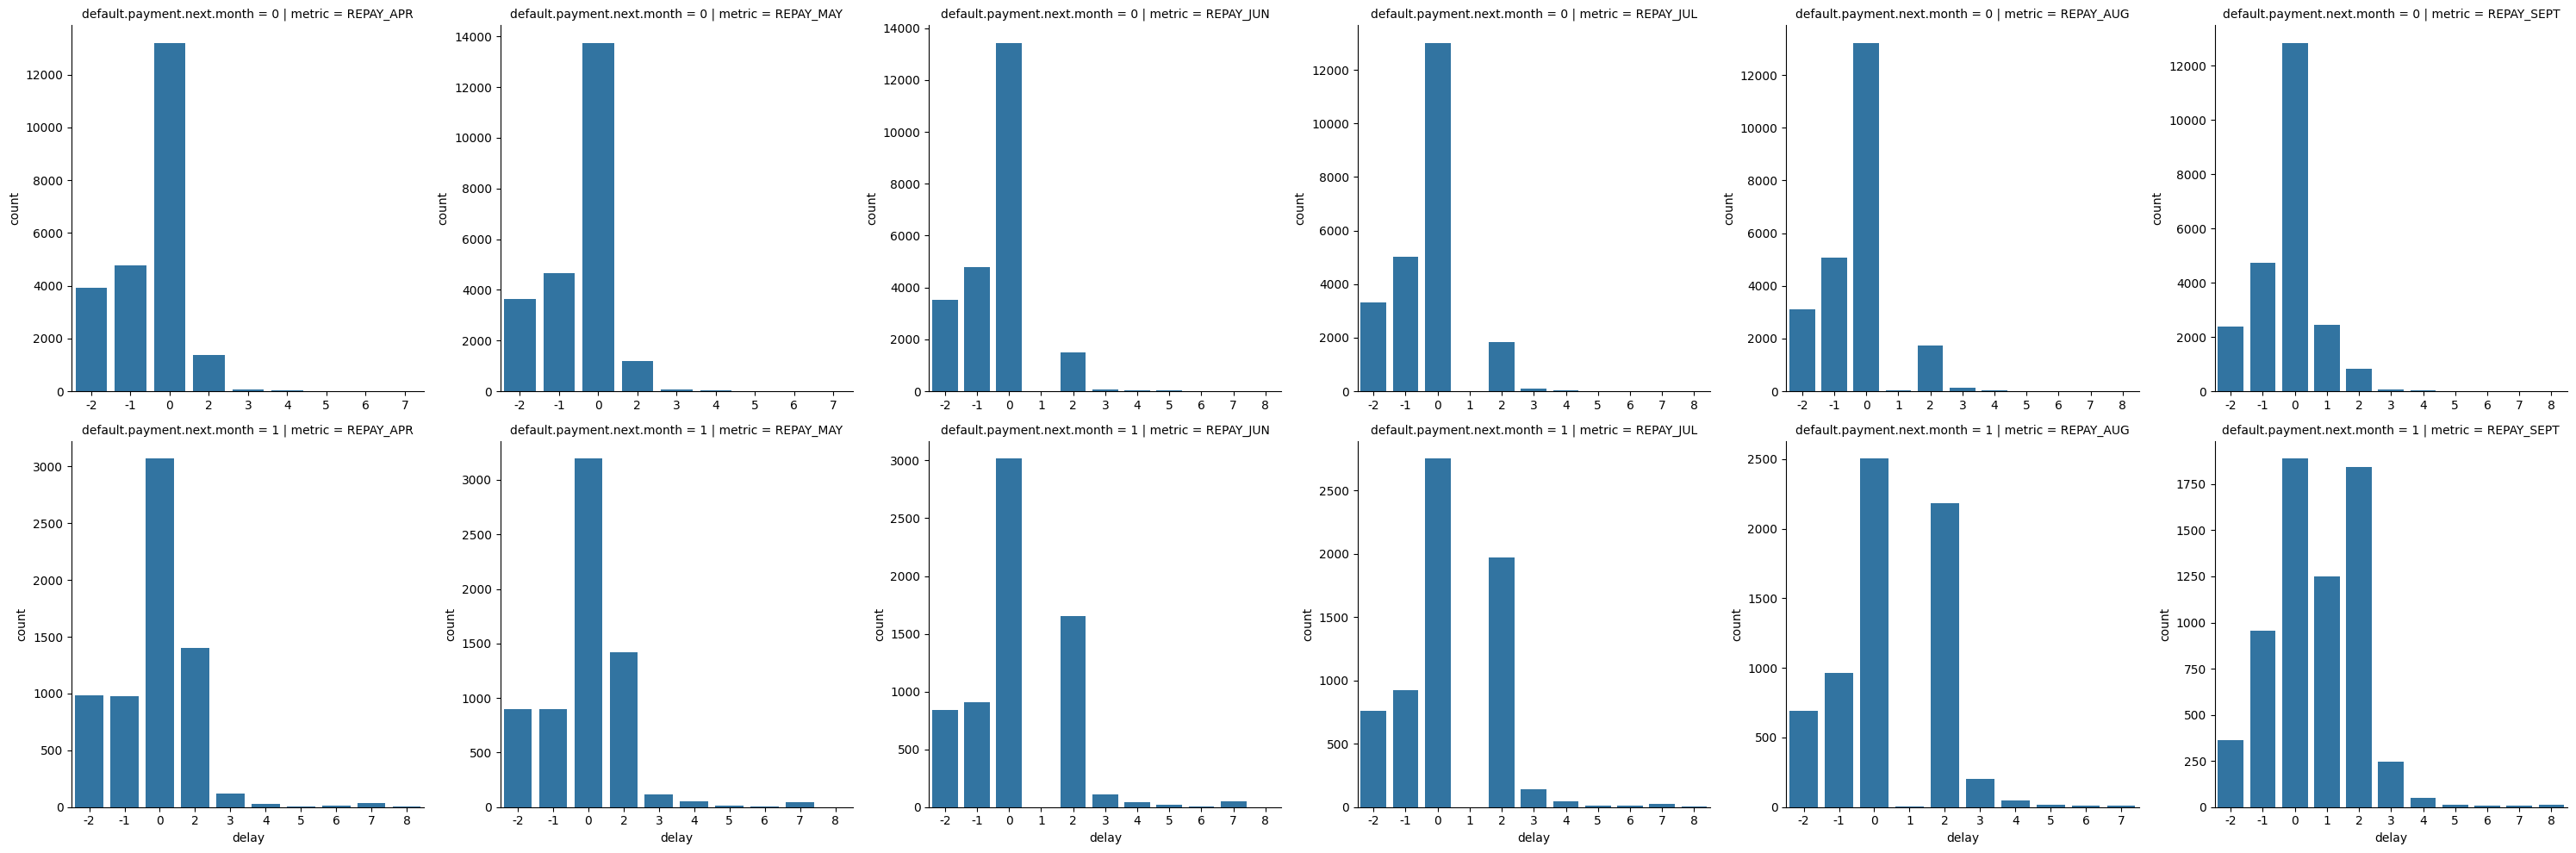 default.payment.next.month = 0 | metric = REPAY_APR
12000
10000
8000
6000
4000
2000
0
count
-2 -1 0 2 3 4 5 6 7
default.payment.next.month = 0 | metric = REPAY_MAY
14000
12000
10000
8000
6000
4000
2000
0
count
-2 -1 0 2 3 4 5 6 7
default.payment.next.month = 0 | metric = REPAY_JUN
14000
12000
10000
8000
6000
4000
2000
0
count
-2 -1 0 1 2 3 4 5 6 7 8
default.payment.next.month = 0 | metric = REPAY_JUL
12000
10000
8000
6000
4000
2000
0
count
-2 -1 0 1 2 3 4 5 6 7 8
default.payment.next.month = 0 | metric = REPAY_AUG
12000
10000
8000
6000
4000
2000
0
count
-2 -1 0 1 2 3 4 5 6 7 8
default.payment.next.month = 0 | metric = REPAY_SEPT
12000
10000
8000
6000
4000
2000
0
count
-2 -1 0 1 2 3 4 5 6 7 8
default.payment.next.month = 1 | metric = REPAY_APR
3000
2500
2000
1500
1000
500
0
count
-2 -1 0 2 3 4 5 6 7 8
delay
default.payment.next.month = 1 | metric = REPAY_MAY
3000
2500
2000
1500
1000
500
0
count
-2 -1 0 2 3 4 5 6 7 8
delay
default.payment.next.month = 1 | metric = REPAY_JUN
3000
2500
2000
1500
1000
500
0
count
-2 -1 0 1 2 3 4 5 6 7 8
delay
default.payment.next.month = 1 | metric = REPAY_JUL
2500
2000
1500
1000
500
0
count
-2 -1 0 1 2 3 4 5 6 7 8
delay
default.payment.next.month = 1 | metric = REPAY_AUG
2500
2000
1500
1000
500
0
count
-2 -1 0 1 2 3 4 5 6 7
delay
default.payment.next.month = 1 | metric = REPAY_SEPT
1750
1500
1250
1000
750
500
250
0
count
-2 -1 0 1 2 3 4 5 6 7 8
delay